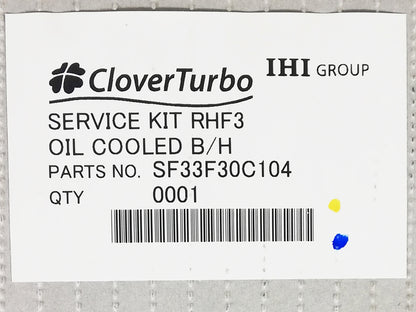 CloverTurbo IHI GROUP
SERVICE KIT RHF3
OIL COOLED B/H
PARTS NO. SF33F30C104
QTY 0001